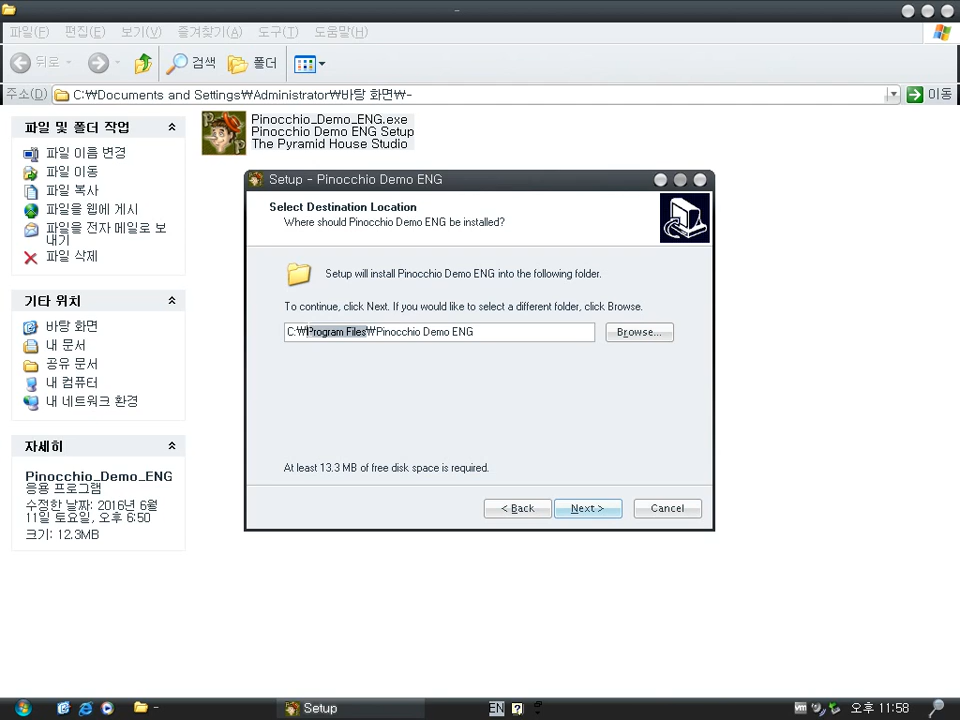 -
파일(F) 편집(E) 보기(V) 즐겨찾기(A) 도구(T) 도움말(H)
뒤로 검색 폴더
주소(D) C:₩Documents and Settings₩Administrator₩바탕 화면₩- 이동
파일 및 폴더 작업
파일 이름 변경
파일 이동
파일 복사
파일을 웹에 게시
파일을 전자 메일로 보
내기
파일 삭제
기타 위치
바탕 화면
내 문서
공유 문서
내 컴퓨터
내 네트워크 환경
자세히
Pinocchio_Demo_ENG
응용 프로그램
수정한 날짜: 2016년 6월
11일 토요일, 오후 6:50
크기: 12.3MB
Pinocchio_Demo_ENG.exe
Pinocchio Demo ENG Setup
The Pyramid House Studio
Setup - Pinocchio Demo ENG
Select Destination Location
Where should Pinocchio Demo ENG be installed?
Setup will install Pinocchio Demo ENG into the following folder.
To continue, click Next. If you would like to select a different folder, click Browse.
C:₩Program Files₩Pinocchio Demo ENG Browse...
At least 13.3 MB of free disk space is required.
< Back Next > Cancel
- Setup EN 오후 11:58